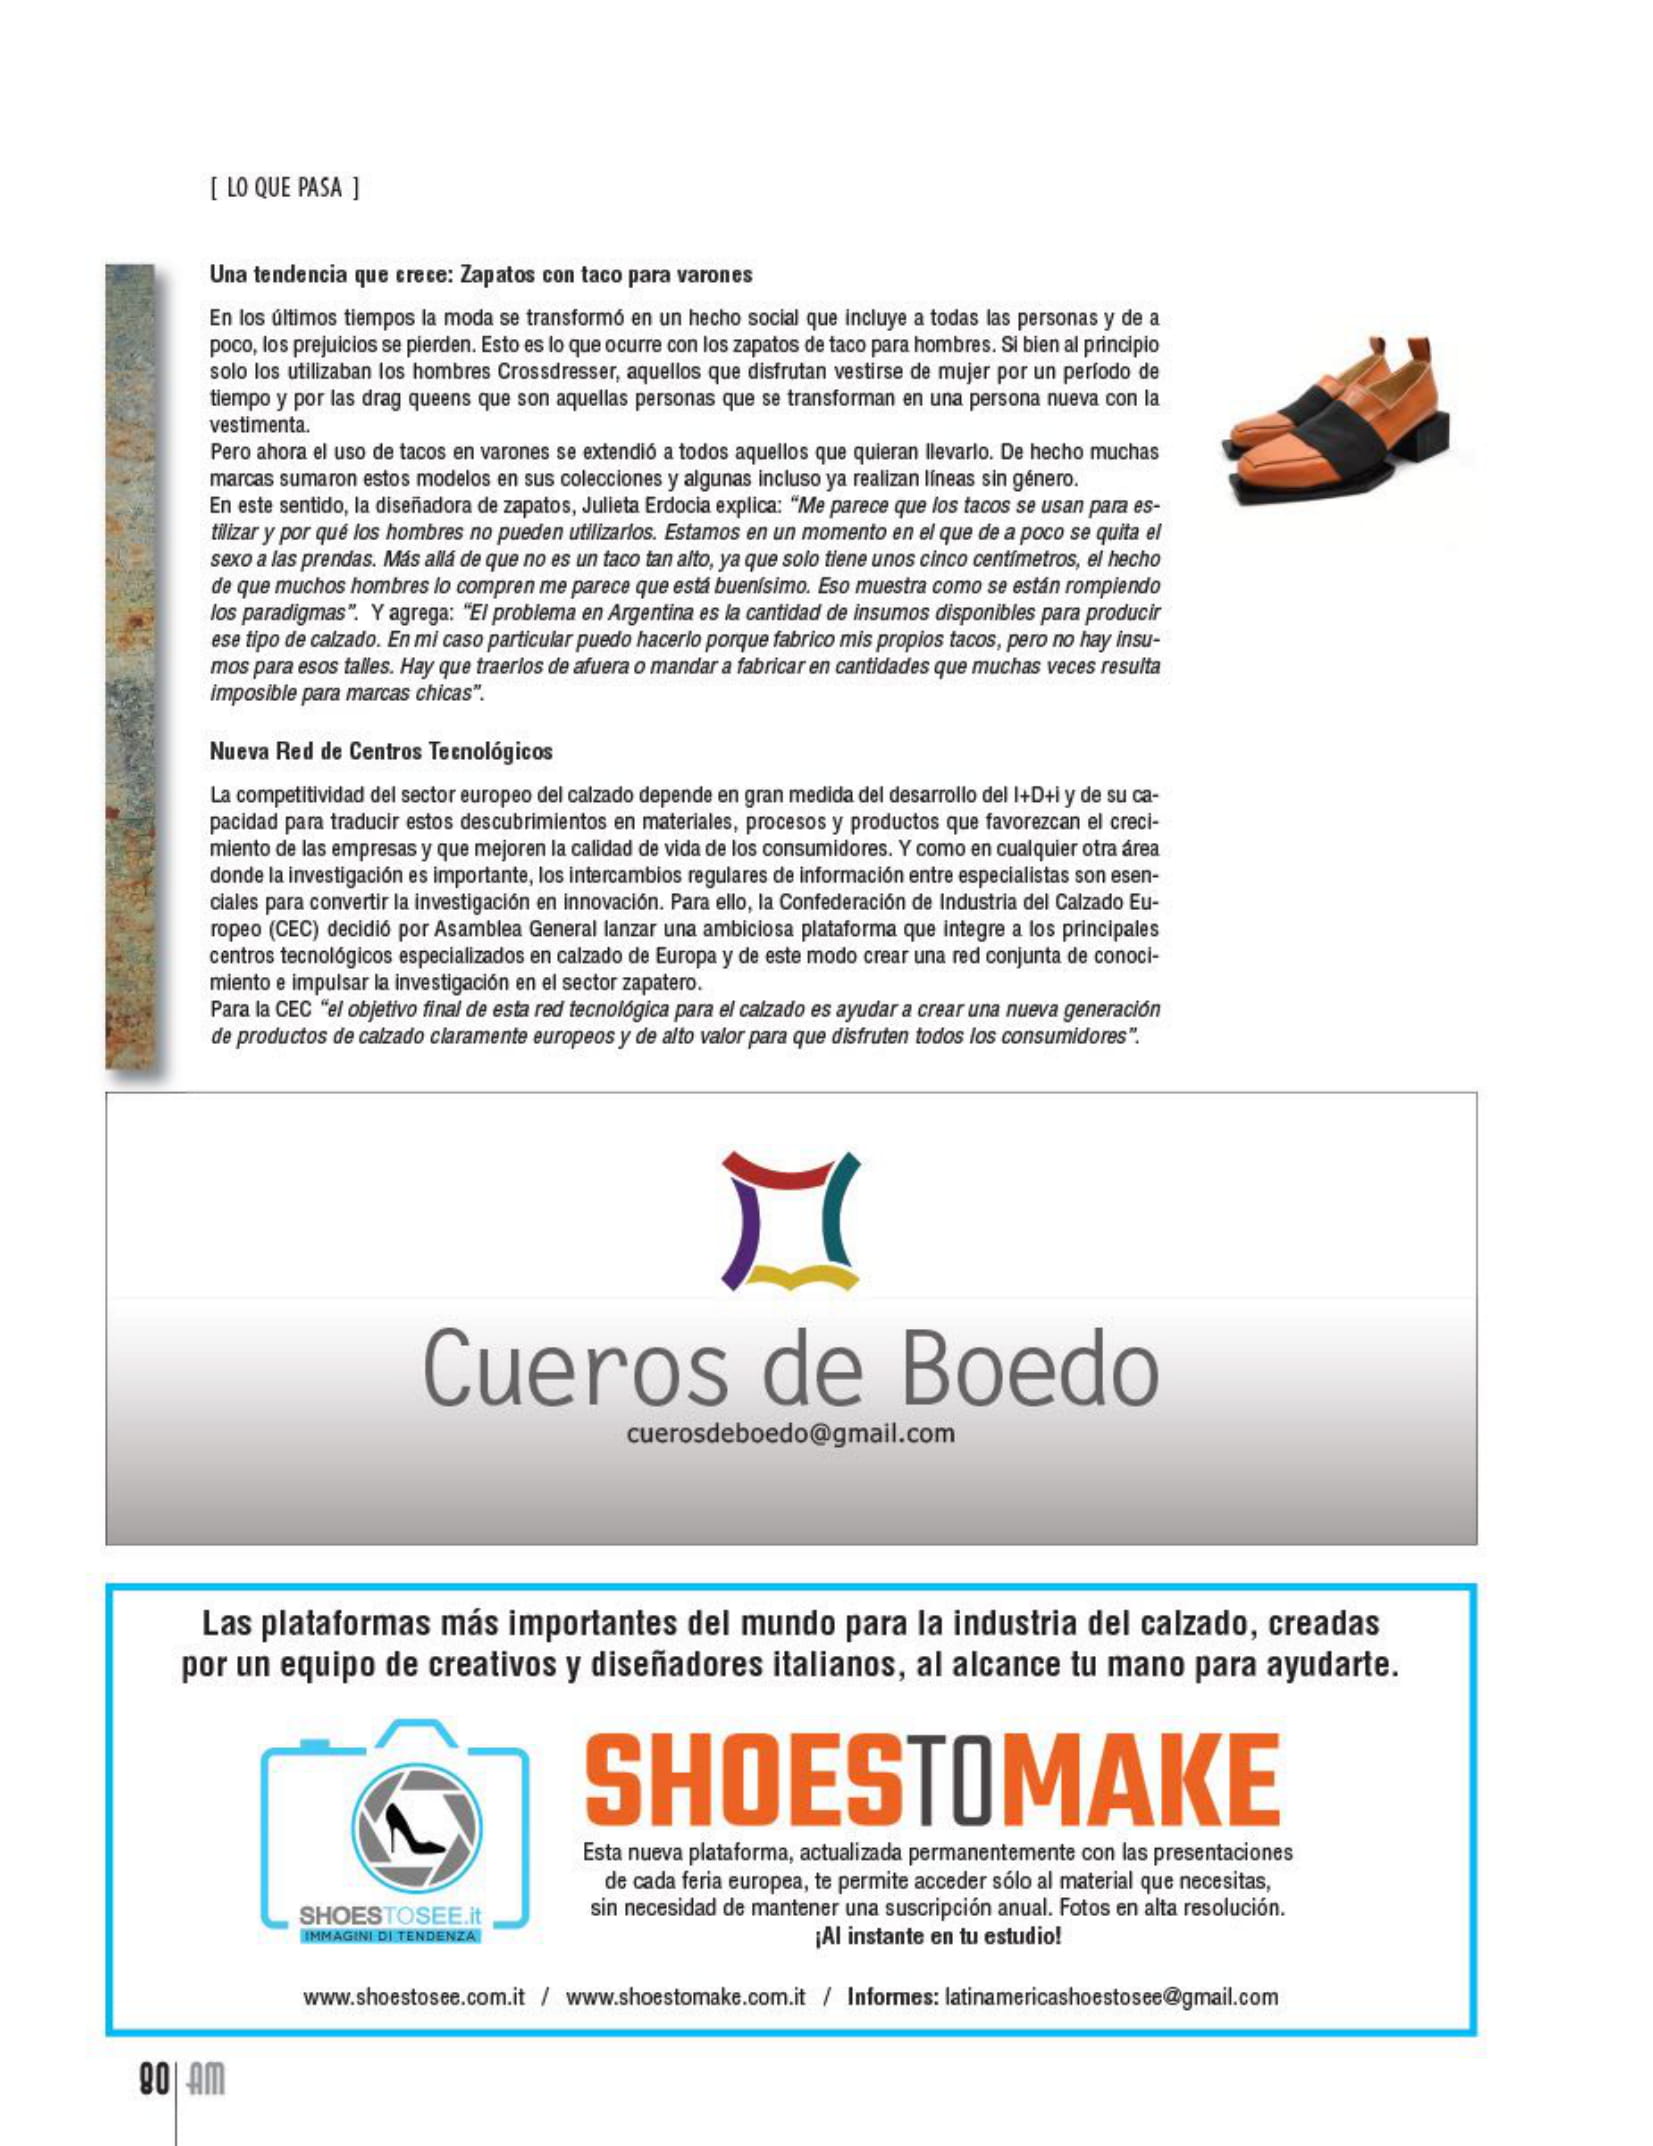 [ LO QUE PASA ]
Una tendencia que crece: Zapatos con taco para varones
En los últimos tiempos la moda se transformó en un hecho social que incluye a todas las personas y de a
poco, los prejuicios se pierden. Esto es lo que ocurre con los zapatos de taco para hombres. Si bien al principio
solo los utilizaban los hombres Crossdresser, aquellos que disfrutan vestirse de mujer por un período de
tiempo y por las drag queens que son aquellas personas que se transforman en una persona nueva con la
vestimenta.
Pero ahora el uso de tacos en varones se extendió a todos aquellos que quieran llevarlo. De hecho muchas
marcas sumaron estos modelos en sus colecciones y algunas incluso ya realizan líneas sin género.
En este sentido, la diseñadora de zapatos, Julieta Erdocia explica: “Me parece que los tacos se usan para es-
tilizar y por qué los hombres no pueden utilizarlos. Estamos en un momento en el que de a poco se quita el
sexo a las prendas. Más allá de que no es un taco tan alto, ya que solo tiene unos cinco centímetros, el hecho
de que muchos hombres lo compren me parece que está buenísimo. Eso muestra como se están rompiendo
los paradigmas”. Y agrega: “El problema en Argentina es la cantidad de insumos disponibles para producir
ese tipo de calzado. En mi caso particular puedo hacerlo porque fabrico mis propios tacos, pero no hay insu-
mos para esos talles. Hay que traerlos de afuera o mandar a fabricar en cantidades que muchas veces resulta
imposible para marcas chicas”.
Nueva Red de Centros Tecnológicos
La competitividad del sector europeo del calzado depende en gran medida del desarrollo del I+D+i y de su ca-
pacidad para traducir estos descubrimientos en materiales, procesos y productos que favorezcan el creci-
miento de las empresas y que mejoren la calidad de vida de los consumidores. Y como en cualquier otra área
donde la investigación es importante, los intercambios regulares de información entre especialistas son esen-
ciales para convertir la investigación en innovación. Para ello, la Confederación de Industria del Calzado Eu-
ropeo (CEC) decidió por Asamblea General lanzar una ambiciosa plataforma que integre a los principales
centros tecnológicos especializados en calzado de Europa y de este modo crear una red conjunta de conoci-
miento e impulsar la investigación en el sector zapatero.
Para la CEC “el objetivo final de esta red tecnológica para el calzado es ayudar a crear una nueva generación
de productos de calzado claramente europeos y de alto valor para que disfruten todos los consumidores”.
Cueros de Boedo
cuerosdeboedo@gmail.com
Las plataformas más importantes del mundo para la industria del calzado, creadas
por un equipo de creativos y diseñadores italianos, al alcance tu mano para ayudarte.
SHOESTOSEE.it
IMMAGINI DI TENDENZA
SHOESTOMAKE
Esta nueva plataforma, actualizada permanentemente con las presentaciones
de cada feria europea, te permite acceder sólo al material que necesitas,
sin necesidad de mantener una suscripción anual. Fotos en alta resolución.
¡Al instante en tu estudio!
www.shoestosee.com.it / www.shoestomake.com.it / Informes: latinamericashoestosee@gmail.com
80 AM